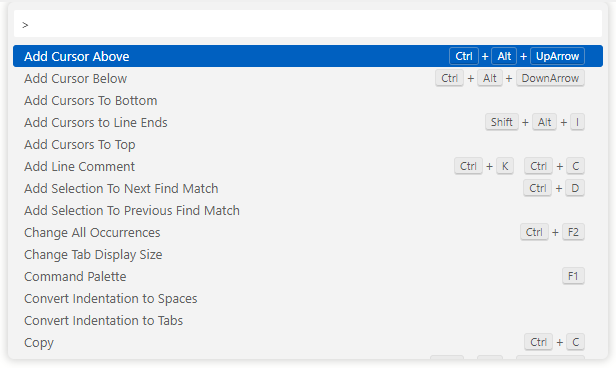 >
Add Cursor Above Ctrl + Alt + UpArrow
Add Cursor Below Ctrl + Alt + DownArrow
Add Cursors To Bottom
Add Cursors to Line Ends Shift + Alt + I
Add Cursors To Top
Add Line Comment Ctrl + K Ctrl + C
Add Selection To Next Find Match Ctrl + D
Add Selection To Previous Find Match
Change All Occurrences Ctrl + F2
Change Tab Display Size
Command Palette F1
Convert Indentation to Spaces
Convert Indentation to Tabs
Copy Ctrl + C